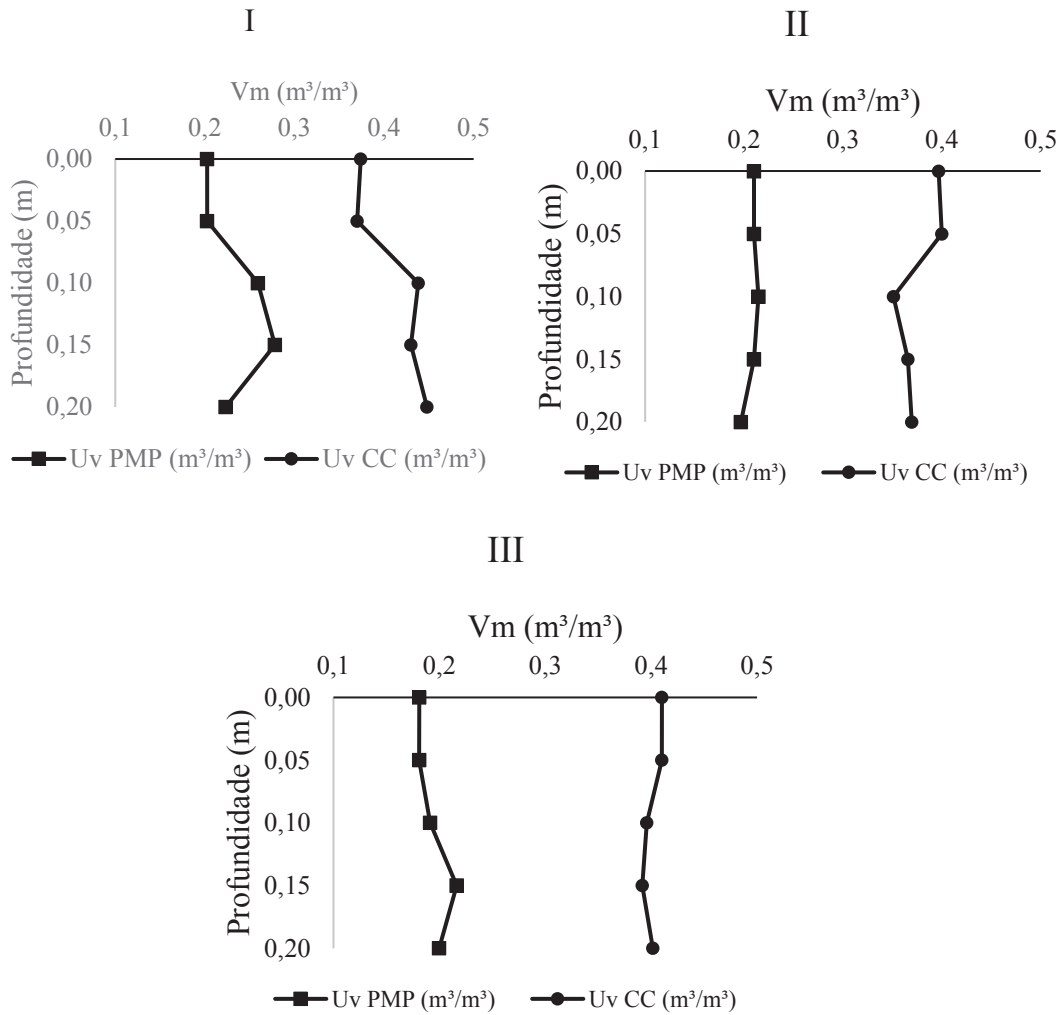 I
Vm (m³/m³)
0,1 0,2 0,3 0,4 0,5
0,00
0,05
0,10
0,15
0,20
Profundidade (m)
Uv PMP (m³/m³) Uv CC (m³/m³)
II
Vm (m³/m³)
0,1 0,2 0,3 0,4 0,5
0,00
0,05
0,10
0,15
0,20
Profundidade (m)
Uv PMP (m³/m³) Uv CC (m³/m³)
III
Vm (m³/m³)
0,1 0,2 0,3 0,4 0,5
0,00
0,05
0,10
0,15
0,20
Profundidade (m)
Uv PMP (m³/m³) Uv CC (m³/m³)